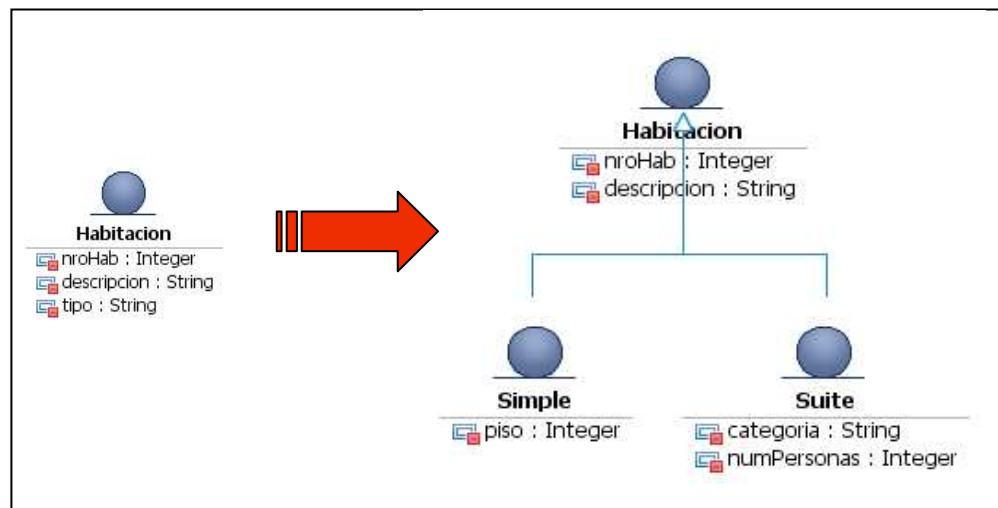 Habitacion
nroHab : Integer
descripcion : String
tipo : String
Habitacion
nroHab : Integer
descripcion : String
Simple
piso : Integer
Suite
categoria : String
numPersonas : Integer